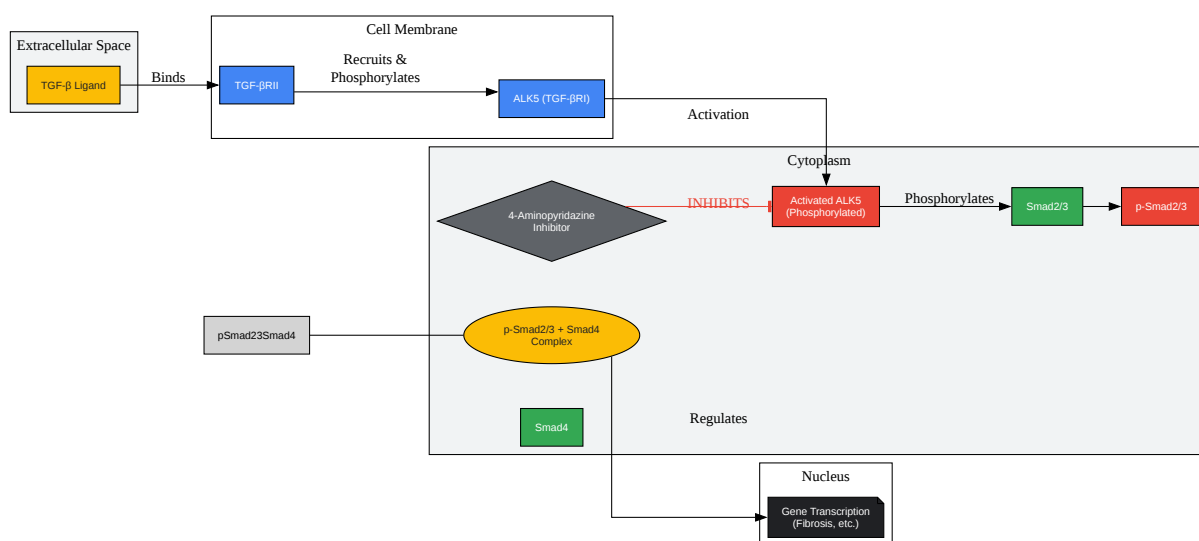 Extracellular Space
TGF-β Ligand
Binds
Cell Membrane
TGF-βRII
Recruits &
Phosphorylates
ALK5 (TGF-βRI)
Activation
Cytoplasm
4-Aminopyridazine
Inhibitor
INHIBITS
Activated ALK5
(Phosphorylated)
Phosphorylates
Smad2/3
p-Smad2/3
pSmad23Smad4
p-Smad2/3 + Smad4
Complex
Smad4
Regulates
Nucleus
Gene Transcription
(Fibrosis, etc.)